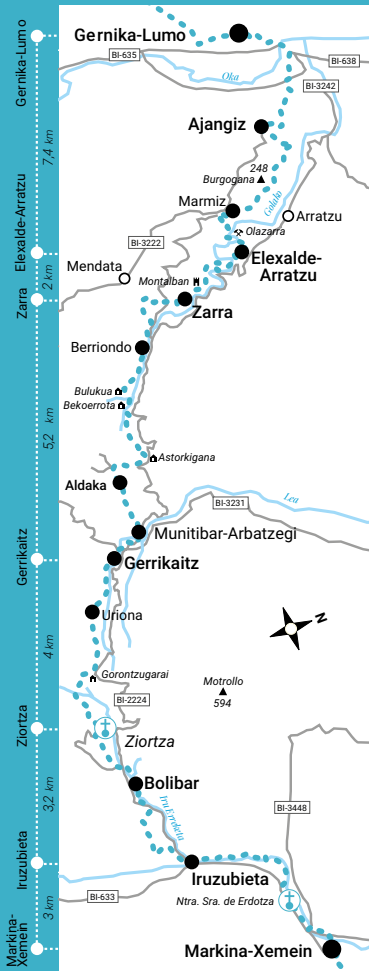 Gernika-Lumo
Gernika-Lumo
BI-635
BI-638
Oka
BI-3242
Ajangiz
7,4 km
248
Burgogana
Golako
Marmiz
Arratzu
Olazarra
BI-3222
Elexalde-Arratzu
Elexalde-
Arratzu
Mendata
2 km
Montalban
Zarra
Zarra
Berriondo
Bulukua
Bekoerrota
5,2 km
Astorkigana
Aldaka
BI-3231
Lea
Munitibar-Arbatzegi
Gerrikaitz
Gerrikaitz
Uriona
N
4 km
Gorontzugarai
Motrollo
594
BI-2224
Ziortza
Ziortza
Bolibar
3,2 km
Iru Erreketa
BI-3448
Iruzubieta
Iruzubieta
BI-633
Ntra. Sra. de Erdotza
3 km
Markina-
Xemein
Markina-Xemein